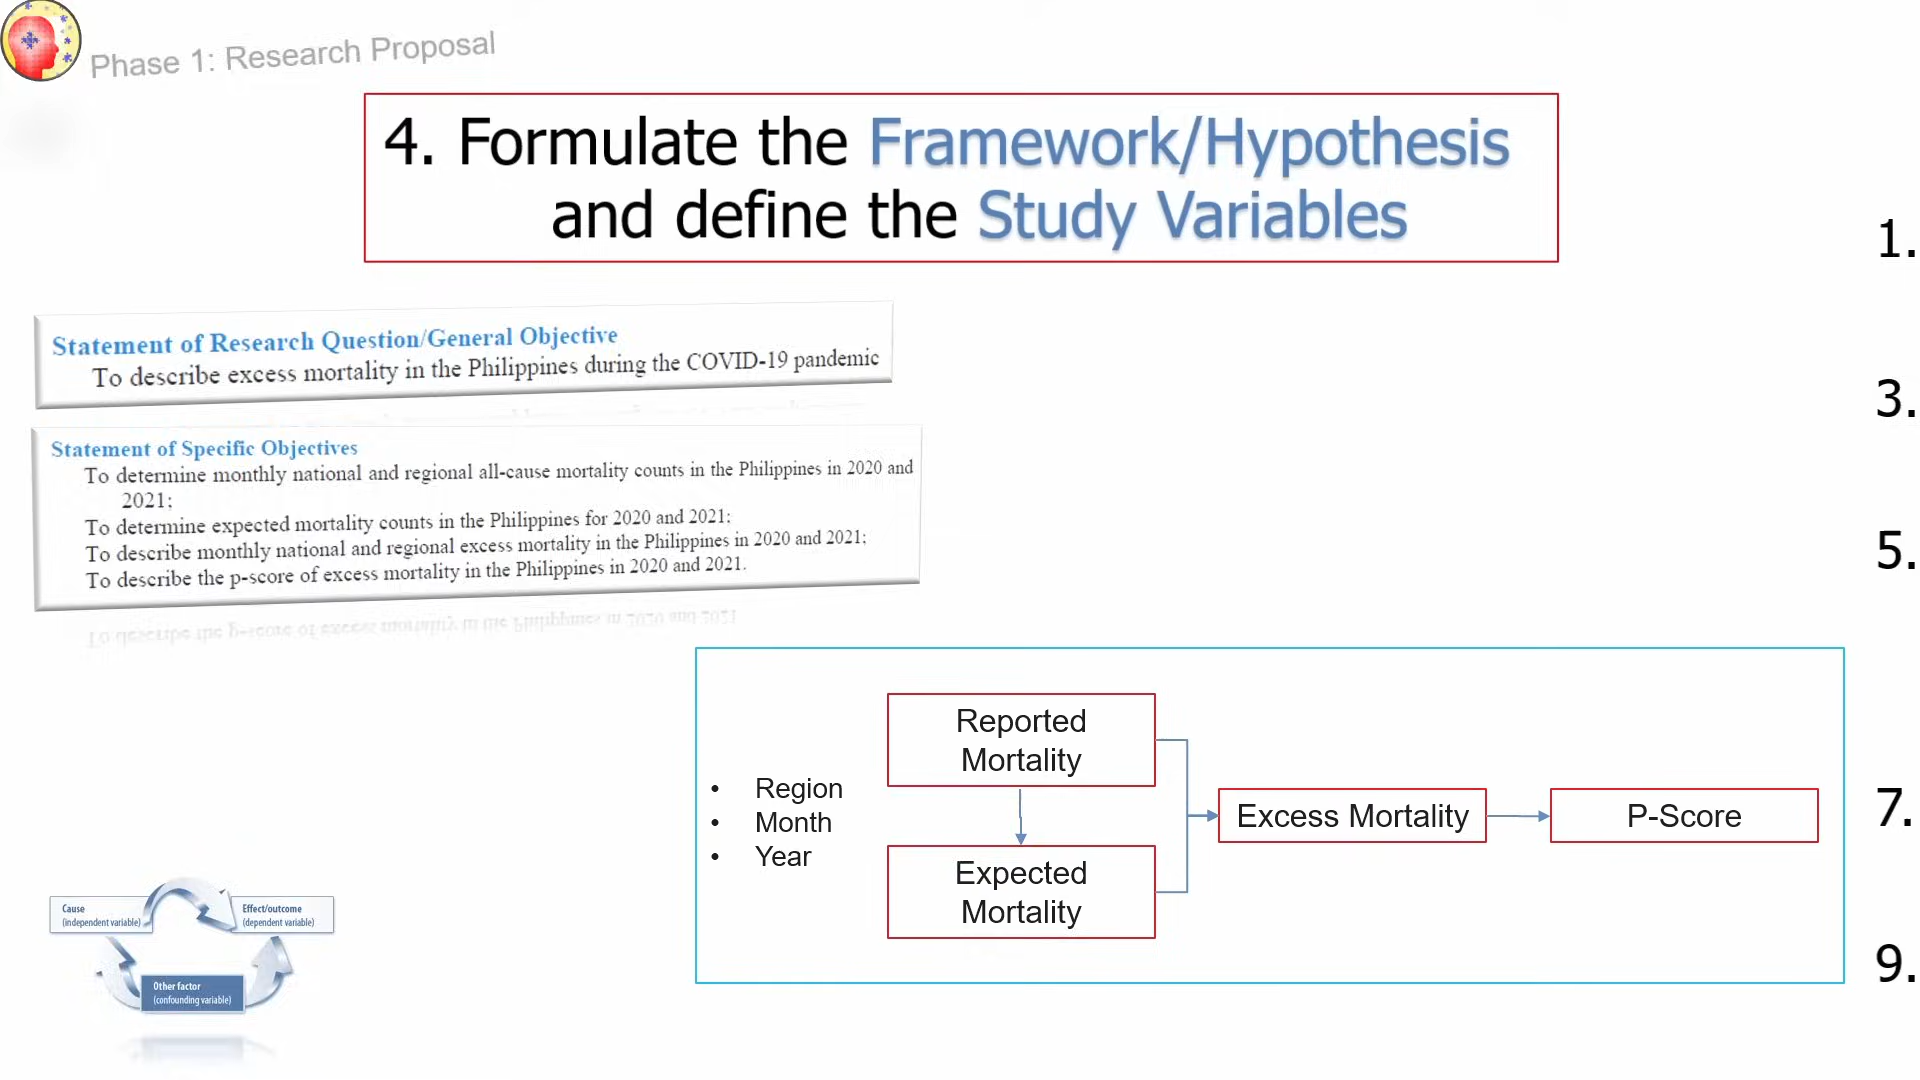 Phase 1: Research Proposal
4. Formulate the Framework/Hypothesis
and define the Study Variables
Statement of Research Question/General Objective
To describe excess mortality in the Philippines during the COVID-19 pandemic
Statement of Specific Objectives
To determine monthly national and regional all-cause mortality counts in the Philippines in 2020 and
2021;
To determine expected mortality counts in the Philippines for 2020 and 2021;
To describe monthly national and regional excess mortality in the Philippines in 2020 and 2021;
To describe the p-score of excess mortality in the Philippines in 2020 and 2021.
• Region
• Month
• Year
Reported
Mortality
Expected
Mortality
Excess Mortality
P-Score
Cause
(independent variable)
Effect/outcome
(dependent variable)
Other factor
(confounding variable)
1.
3.
5.
7.
9.